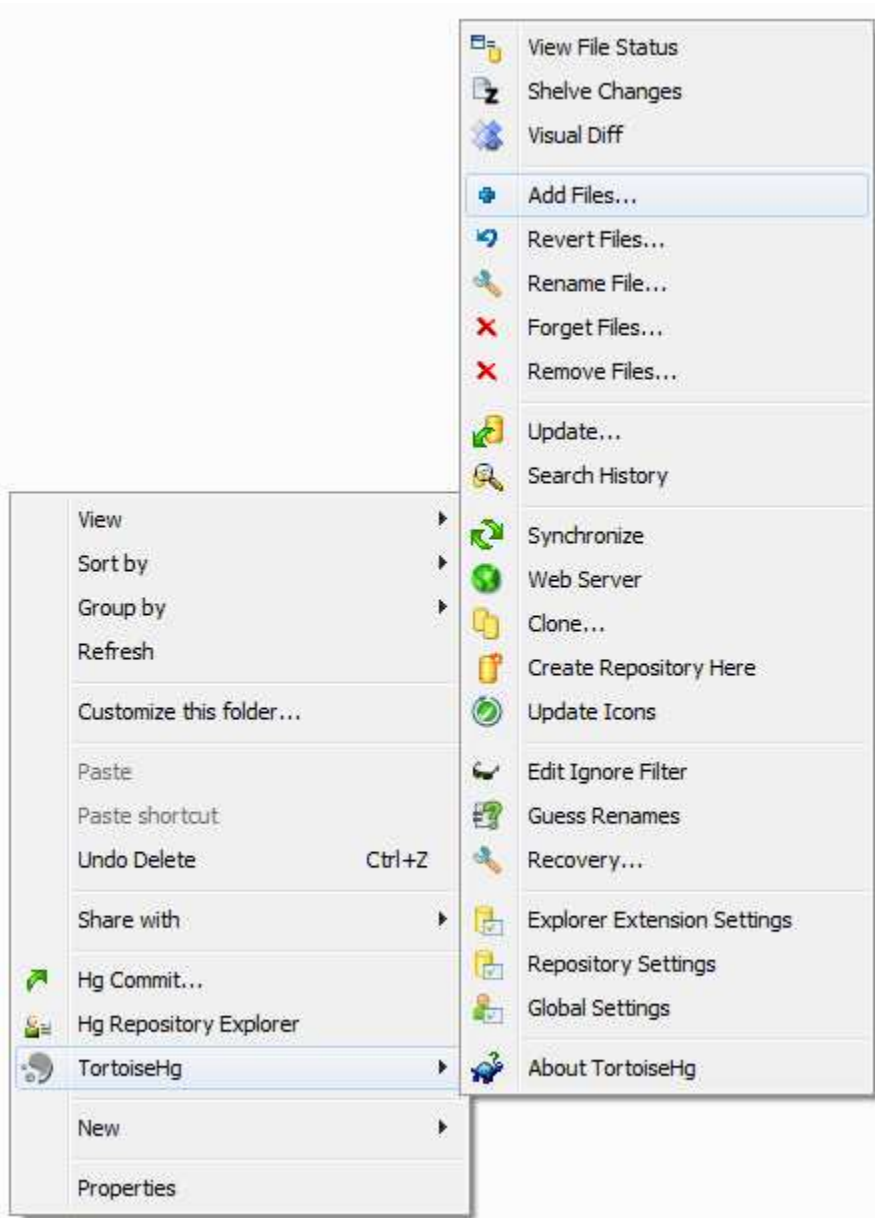 View File Status
Shelve Changes
Visual Diff
Add Files...
Revert Files...
Rename File...
Forget Files...
Remove Files...
Update...
Search History
Synchronize
Web Server
Clone...
Create Repository Here
Update Icons
Edit Ignore Filter
Guess Renames
Recovery...
Explorer Extension Settings
Repository Settings
Global Settings
About TortoiseHg
View
Sort by
Group by
Refresh
Customize this folder...
Paste
Paste shortcut
Undo Delete Ctrl+Z
Share with
Hg Commit...
Hg Repository Explorer
TortoiseHg
New
Properties